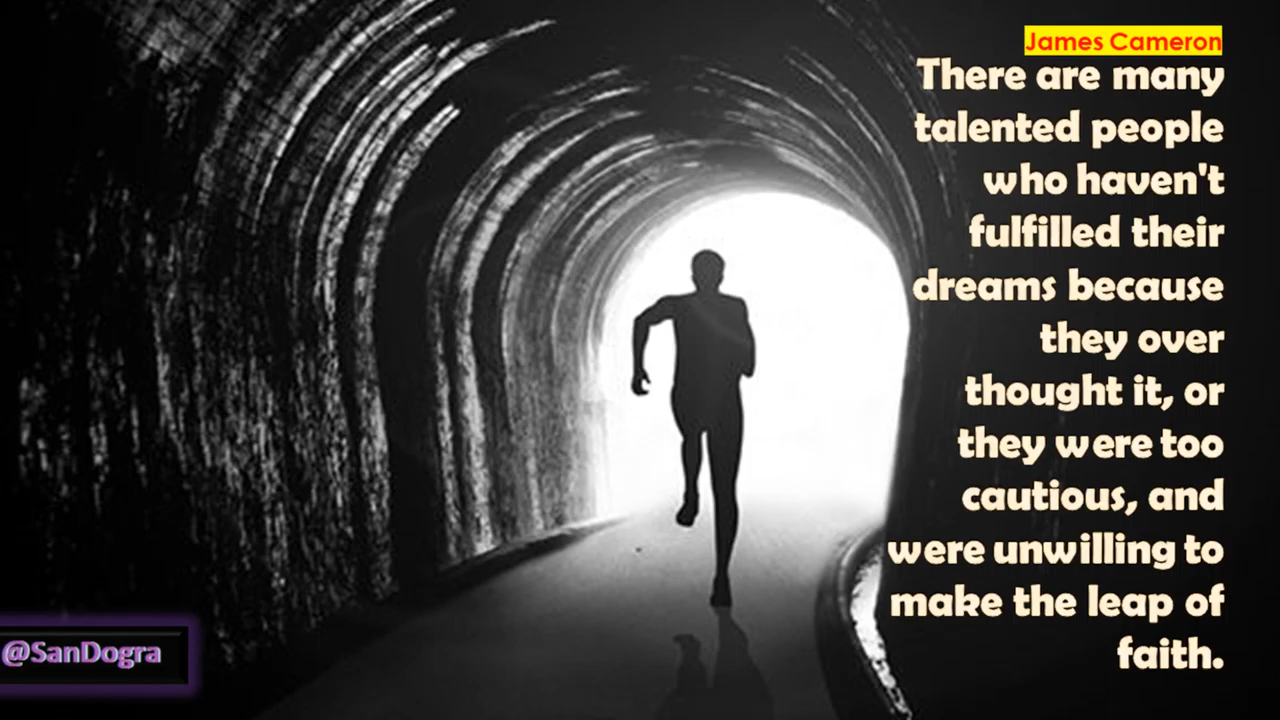 James Cameron
There are many
talented people
who haven't
fulfilled their
dreams because
they over
thought it, or
they were too
cautious, and
were unwilling to
make the leap of
faith.
@SanDogra